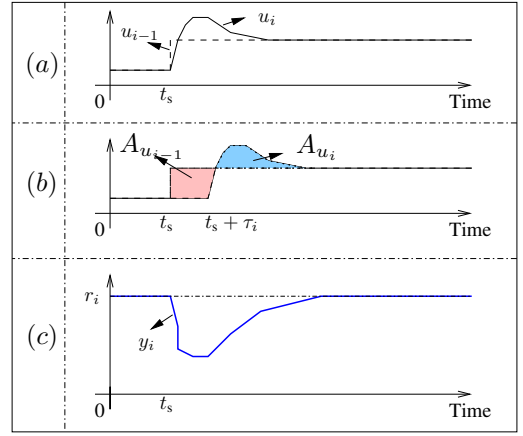 (a)
u_{i−1}
u_i
0
t_s
Time
(b)
A_{u_{i−1}}
A_{u_i}
0
t_s
t_s + τ_i
Time
(c)
r_i
y_i
0
t_s
Time